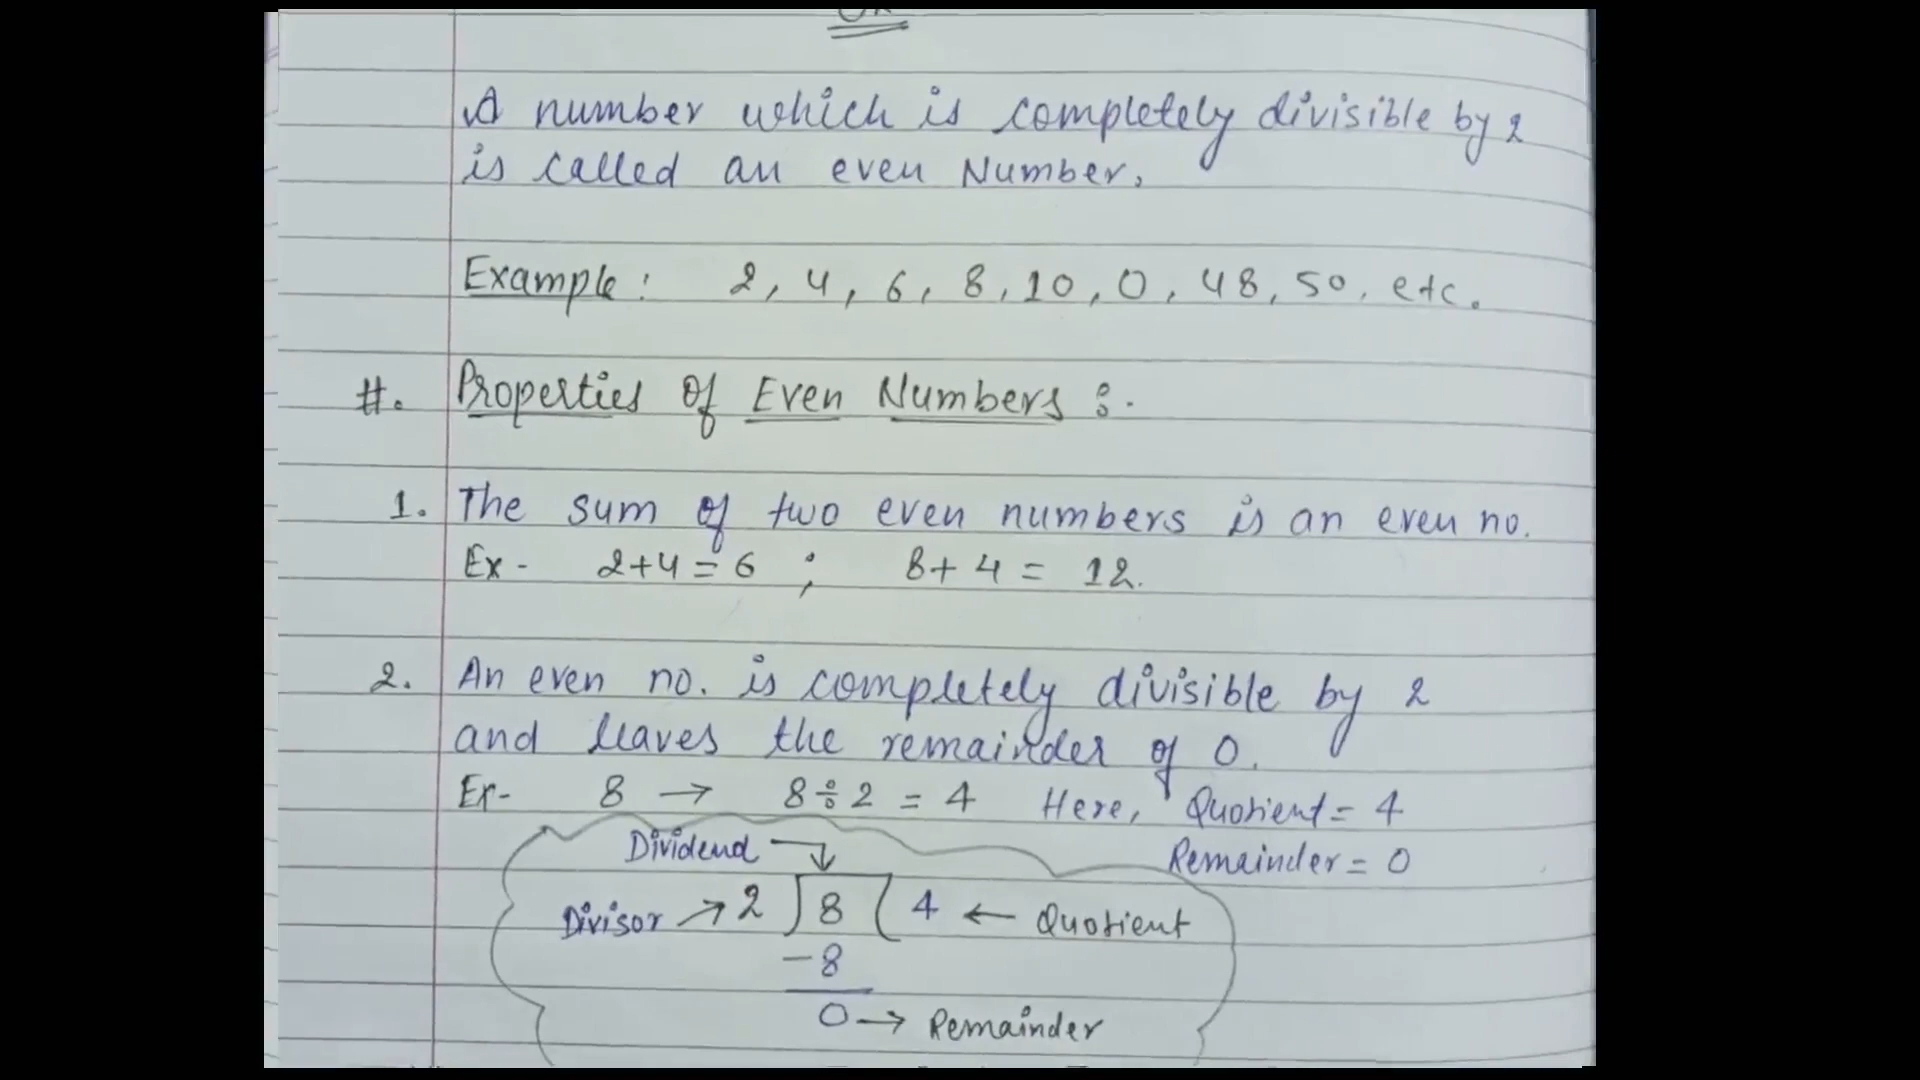 A number which is completely divisible by 2
is called an even Number.
Example : 2, 4, 6, 8, 10, 0, 48, 50, etc.
#. Properties of Even Numbers :-
1. The sum of two even numbers is an even no.
Ex - 2+4 = 6 ; 8+4 = 12.
2. An even no. is completely divisible by 2
and leaves the remainder of 0.
Ex- 8 → 8÷2 = 4 Here, Quotient = 4
Remainder = 0
Dividend
Divisor → 2 ) 8 ( 4 ← Quotient
-8
0 → Remainder